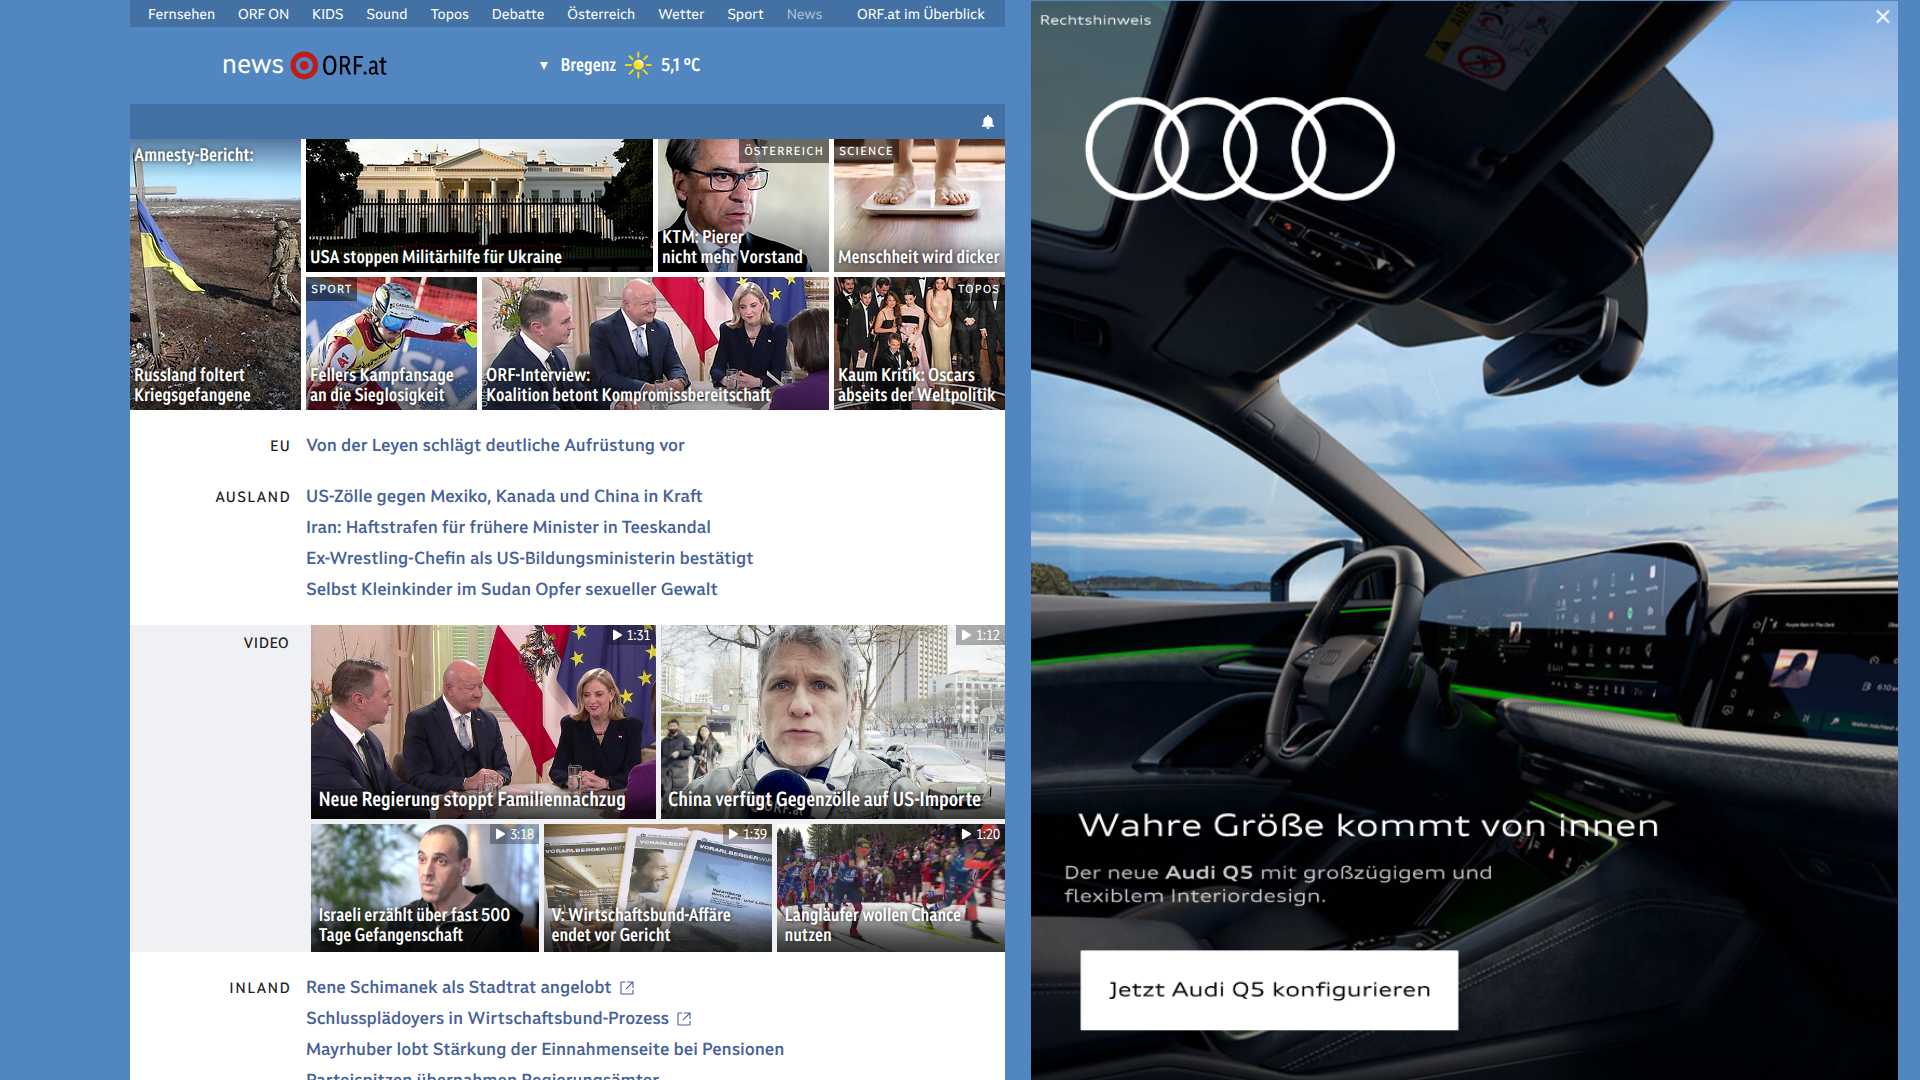 Fernsehen ORF ON KIDS Sound Topos Debatte Österreich Wetter Sport News ORF.at im Überblick
news ORF.at
▼ Bregenz 5,1 °C
Amnesty-Bericht:
Russland foltert
Kriegsgefangene
USA stoppen Militärhilfe für Ukraine
ÖSTERREICH
KTM: Pierer
nicht mehr Vorstand
SCIENCE
Menschheit wird dicker
SPORT
Fellers Kampfansage
an die Sieglosigkeit
ORF-Interview:
Koalition betont Kompromissbereitschaft
TOPOS
Kaum Kritik: Oscars
abseits der Weltpolitik
EU
Von der Leyen schlägt deutliche Aufrüstung vor
AUSLAND
US-Zölle gegen Mexiko, Kanada und China in Kraft
Iran: Haftstrafen für frühere Minister in Teeskandal
Ex-Wrestling-Chefin als US-Bildungsministerin bestätigt
Selbst Kleinkinder im Sudan Opfer sexueller Gewalt
VIDEO
1:31
Neue Regierung stoppt Familiennachzug
1:12
China verfügt Gegenzölle auf US-Importe
3:18
Israeli erzählt über fast 500
Tage Gefangenschaft
1:39
V: Wirtschaftsbund-Affäre
endet vor Gericht
1:20
Langläufer wollen Chance
nutzen
INLAND
Rene Schimanek als Stadtrat angelobt
Schlussplädoyers in Wirtschaftsbund-Prozess
Mayrhuber lobt Stärkung der Einnahmenseite bei Pensionen
Parteispitzen übernahmen Regierungsämter
Rechtshinweis
Wahre Größe kommt von innen
Der neue Audi Q5 mit großzügigem und
flexiblem Interiordesign.
Jetzt Audi Q5 konfigurieren